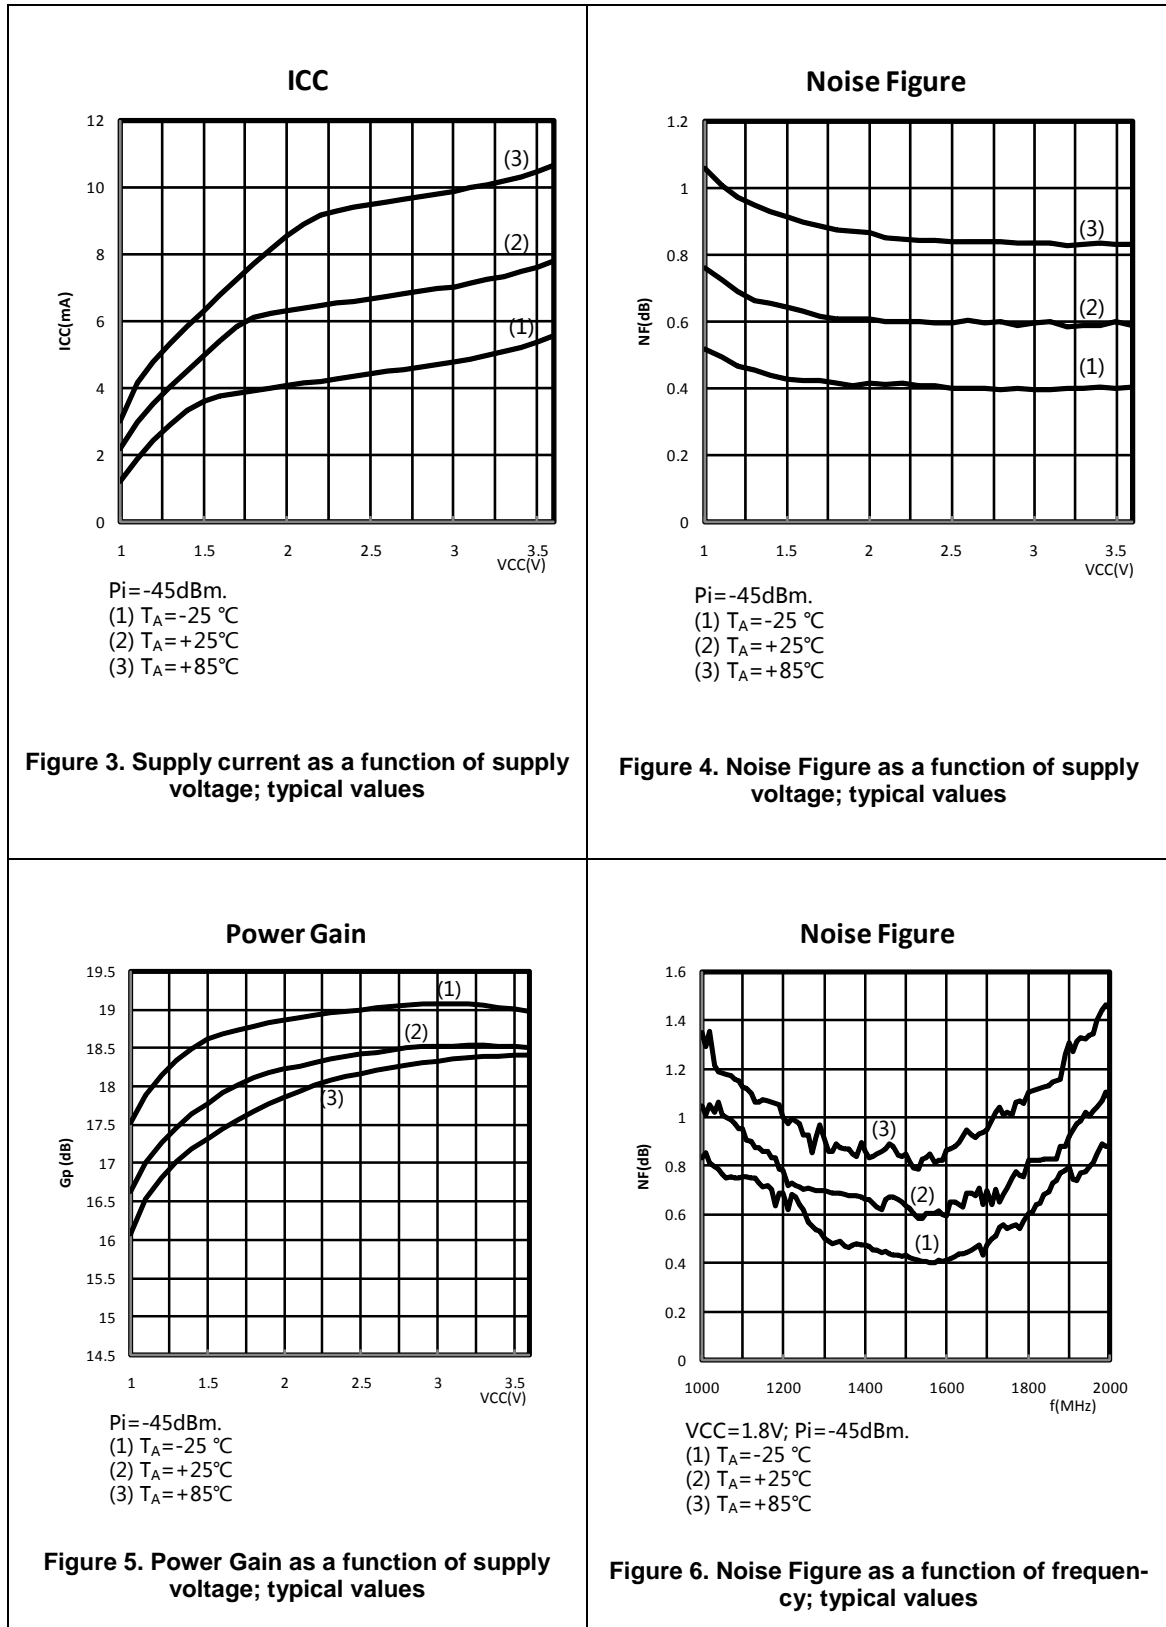 ICC
12
10
8
6
4
2
0
ICC(mA)
(3)
(2)
(1)
1 1.5 2 2.5 3 3.5
VCC(V)
Pi=-45dBm.
(1) TA=-25 ℃
(2) TA=+25℃
(3) TA=+85℃
Figure 3. Supply current as a function of supply
voltage; typical values
Noise Figure
1.2
1
0.8
0.6
0.4
0.2
0
NF(dB)
(3)
(2)
(1)
1 1.5 2 2.5 3 3.5
VCC(V)
Pi=-45dBm.
(1) TA=-25 ℃
(2) TA=+25℃
(3) TA=+85℃
Figure 4. Noise Figure as a function of supply
voltage; typical values
Power Gain
19.5
19
18.5
18
17.5
17
16.5
16
15.5
15
14.5
Gp (dB)
(1)
(2)
(3)
1 1.5 2 2.5 3 3.5
VCC(V)
Pi=-45dBm.
(1) TA=-25 ℃
(2) TA=+25℃
(3) TA=+85℃
Figure 5. Power Gain as a function of supply
voltage; typical values
Noise Figure
1.6
1.4
1.2
1
0.8
0.6
0.4
0.2
0
NF(dB)
(3)
(2)
(1)
1000 1200 1400 1600 1800 2000
f(MHz)
VCC=1.8V; Pi=-45dBm.
(1) TA=-25 ℃
(2) TA=+25℃
(3) TA=+85℃
Figure 6. Noise Figure as a function of frequen-
cy; typical values